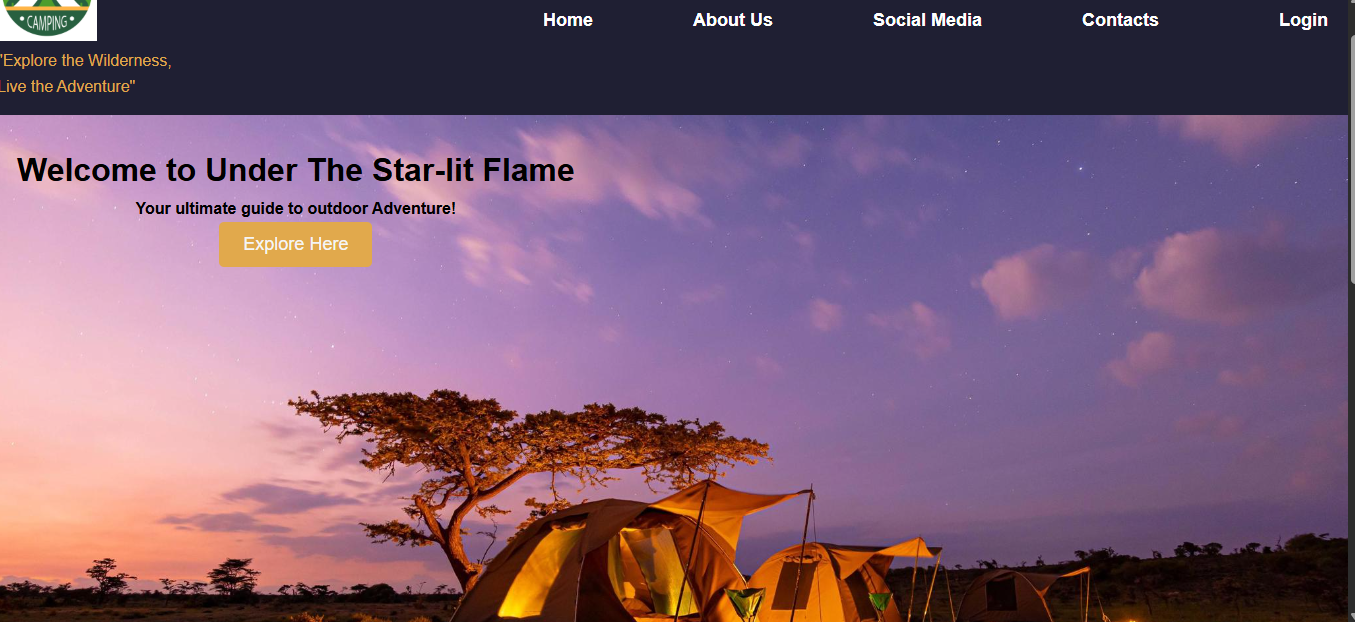 CAMPING
Home About Us Social Media Contacts Login
"Explore the Wilderness,
Live the Adventure"
Welcome to Under The Star-lit Flame
Your ultimate guide to outdoor Adventure!
Explore Here